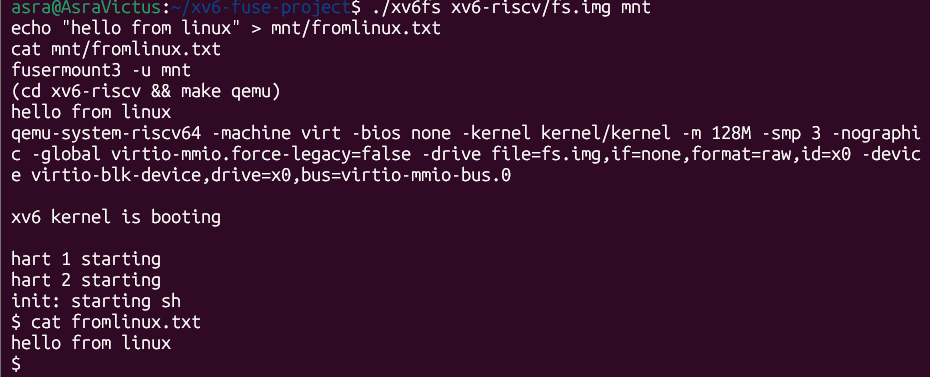 asra@AsraVictus:~/xv6-fuse-project$ ./xv6fs xv6-riscv/fs.img mnt
echo "hello from linux" > mnt/fromlinux.txt
cat mnt/fromlinux.txt
fusermount3 -u mnt
(cd xv6-riscv && make qemu)
hello from linux
qemu-system-riscv64 -machine virt -bios none -kernel kernel/kernel -m 128M -smp 3 -nographi
c -global virtio-mmio.force-legacy=false -drive file=fs.img,if=none,format=raw,id=x0 -devic
e virtio-blk-device,drive=x0,bus=virtio-mmio-bus.0
xv6 kernel is booting
hart 1 starting
hart 2 starting
init: starting sh
$ cat fromlinux.txt
hello from linux
$